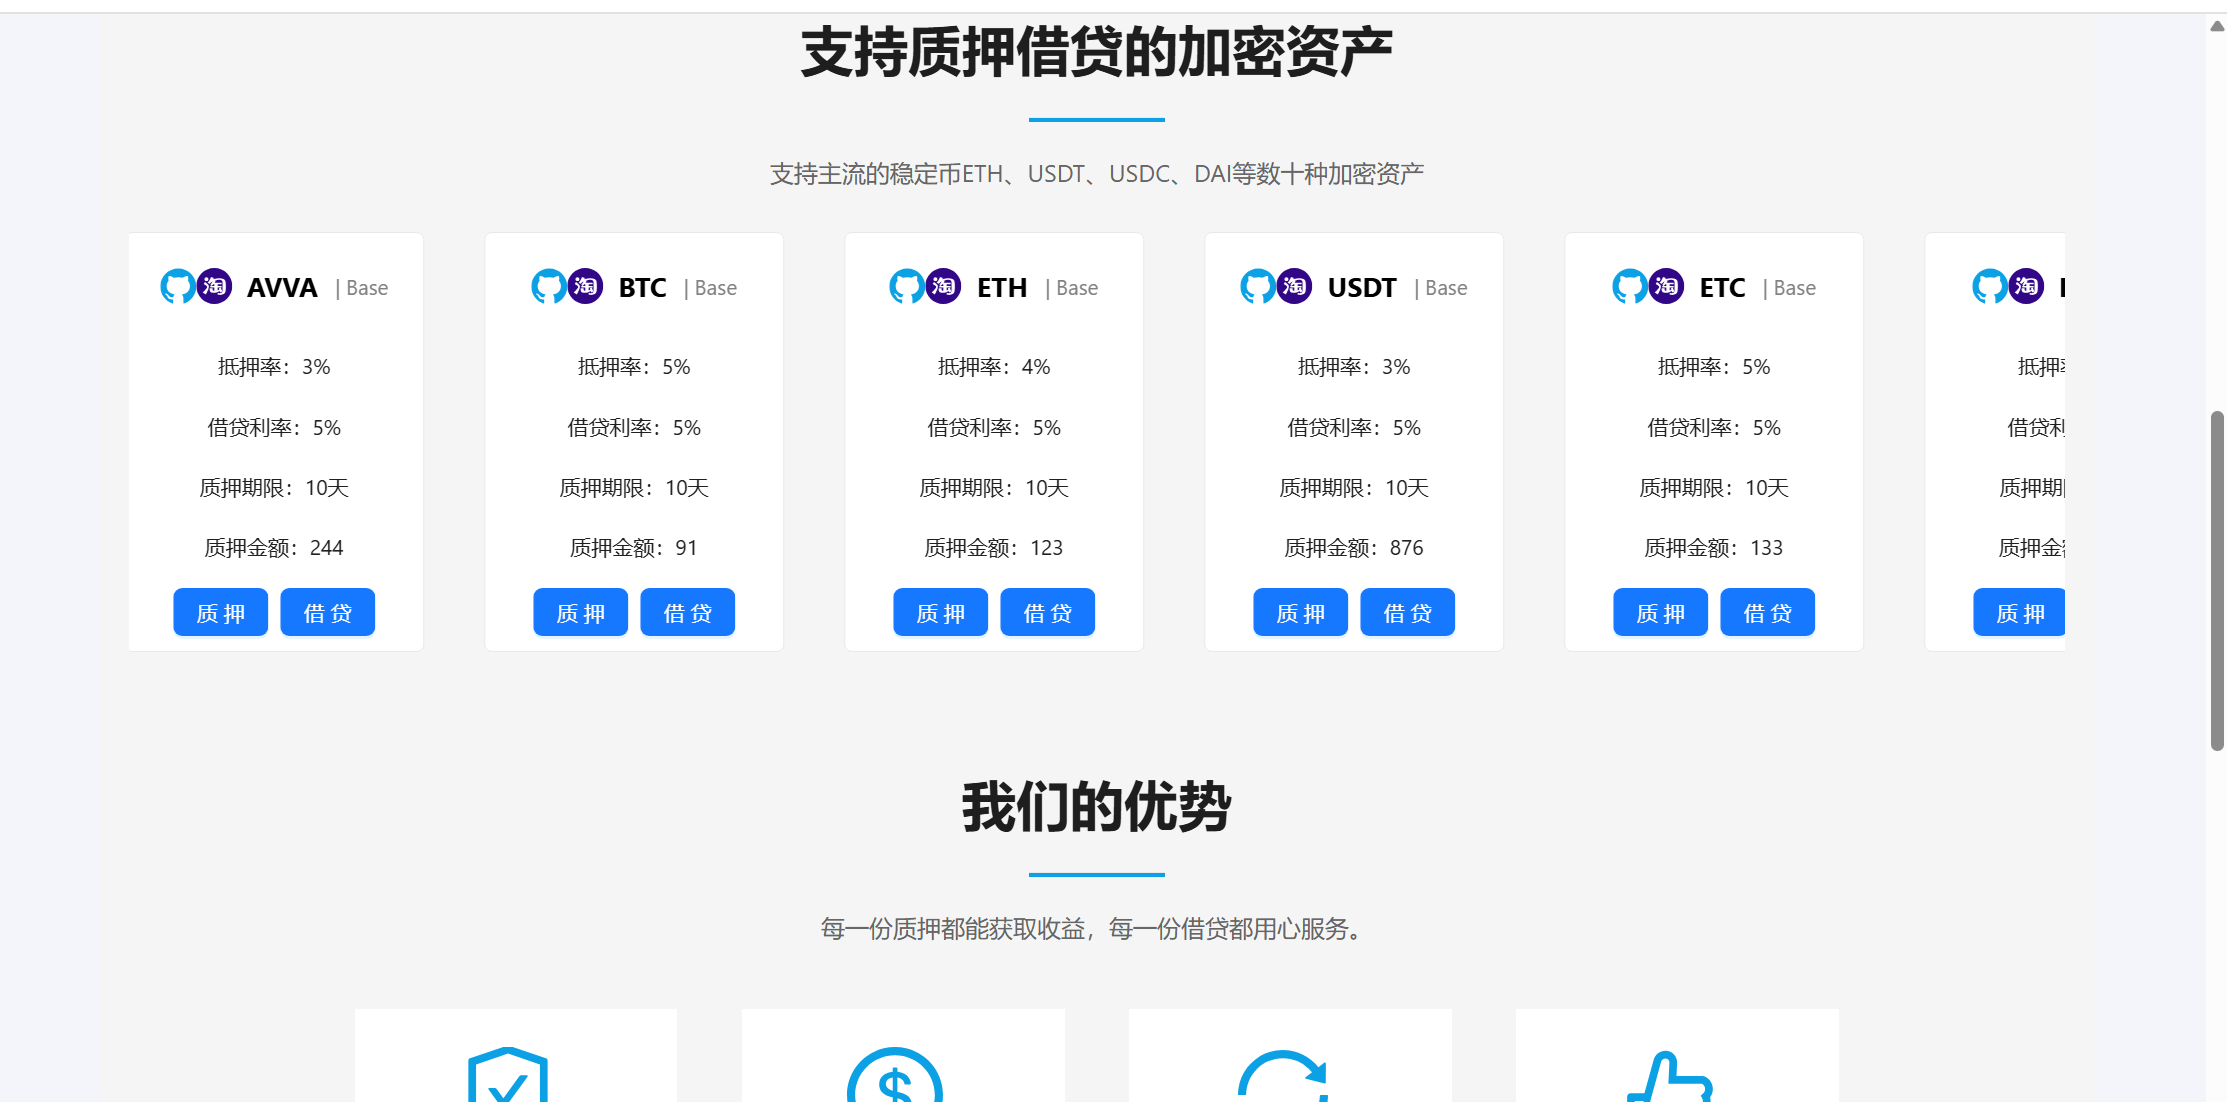 支持质押借贷的加密资产
支持主流的稳定币ETH、USDT、USDC、DAI等数十种加密资产
淘 AVVA | Base
抵押率：3%
借贷利率：5%
质押期限：10天
质押金额：244
质 押 借 贷
淘 BTC | Base
抵押率：5%
借贷利率：5%
质押期限：10天
质押金额：91
质 押 借 贷
淘 ETH | Base
抵押率：4%
借贷利率：5%
质押期限：10天
质押金额：123
质 押 借 贷
淘 USDT | Base
抵押率：3%
借贷利率：5%
质押期限：10天
质押金额：876
质 押 借 贷
淘 ETC | Base
抵押率：5%
借贷利率：5%
质押期限：10天
质押金额：133
质 押 借 贷
淘
抵押
借贷
质押期
质押金
质 押
我们的优势
每一份质押都能获取收益，每一份借贷都用心服务。